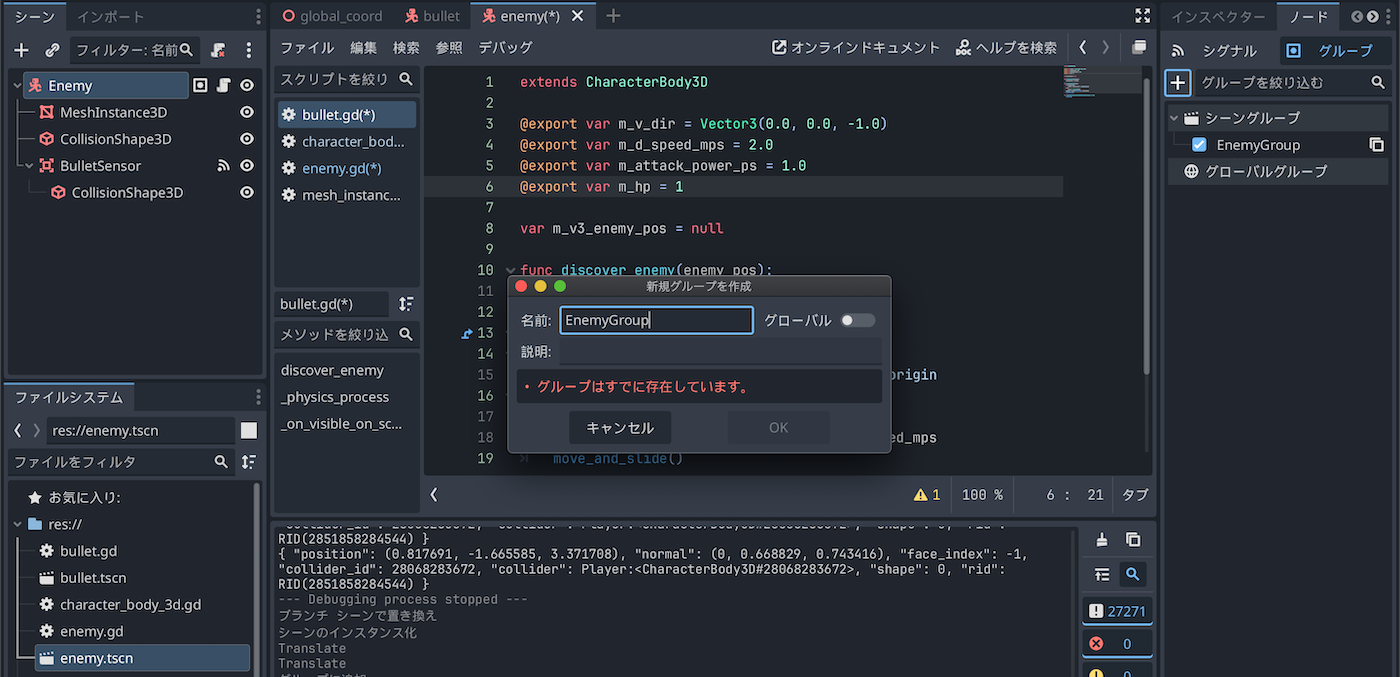 シーン インポート
フィルター: 名前
Enemy
MeshInstance3D
CollisionShape3D
BulletSensor
CollisionShape3D
ファイルシステム
res://enemy.tscn
ファイルをフィルタ
お気に入り:
res://
bullet.gd
bullet.tscn
character_body_3d.gd
enemy.gd
enemy.tscn
global_coord bullet enemy(*)
ファイル 編集 検索 参照 デバッグ オンラインドキュメント ヘルプを検索
スクリプトを絞り
bullet.gd(*)
character_bod...
enemy.gd(*)
mesh_instanc...
bullet.gd(*)
メソッドを絞り込
discover_enemy
_physics_process
_on_visible_on_sc...
1 extends CharacterBody3D
2
3 @export var m_v_dir = Vector3(0.0, 0.0, -1.0)
4 @export var m_d_speed_mps = 2.0
5 @export var m_attack_power_ps = 1.0
6 @export var m_hp = 1
7
8 var m_v3_enemy_pos = null
9
10 func discover_enemy(enemy_pos):
11
12
13
14
15 origin
16
17
18 ed_mps
19 move_and_slide()
新規グループを作成
名前: EnemyGroup グローバル
説明:
• グループはすでに存在しています。
キャンセル OK
1 100 % 6 : 21 タブ
"collider_id": 28068283672, "collider": Player:<CharacterBody3D#28068283672>, "shape": 0, "rid":
RID(2851858284544) }
{ "position": (0.817691, -1.665585, 3.371708), "normal": (0, 0.668829, 0.743416), "face_index": -1,
"collider_id": 28068283672, "collider": Player:<CharacterBody3D#28068283672>, "shape": 0, "rid":
RID(2851858284544) }
--- Debugging process stopped ---
ブランチ シーンで置き換え
シーンのインスタンス化
Translate
Translate
グループに追加
27271
0
0
インスペクター ノード
シグナル グループ
グループを絞り込む
シーングループ
EnemyGroup
グローバルグループ